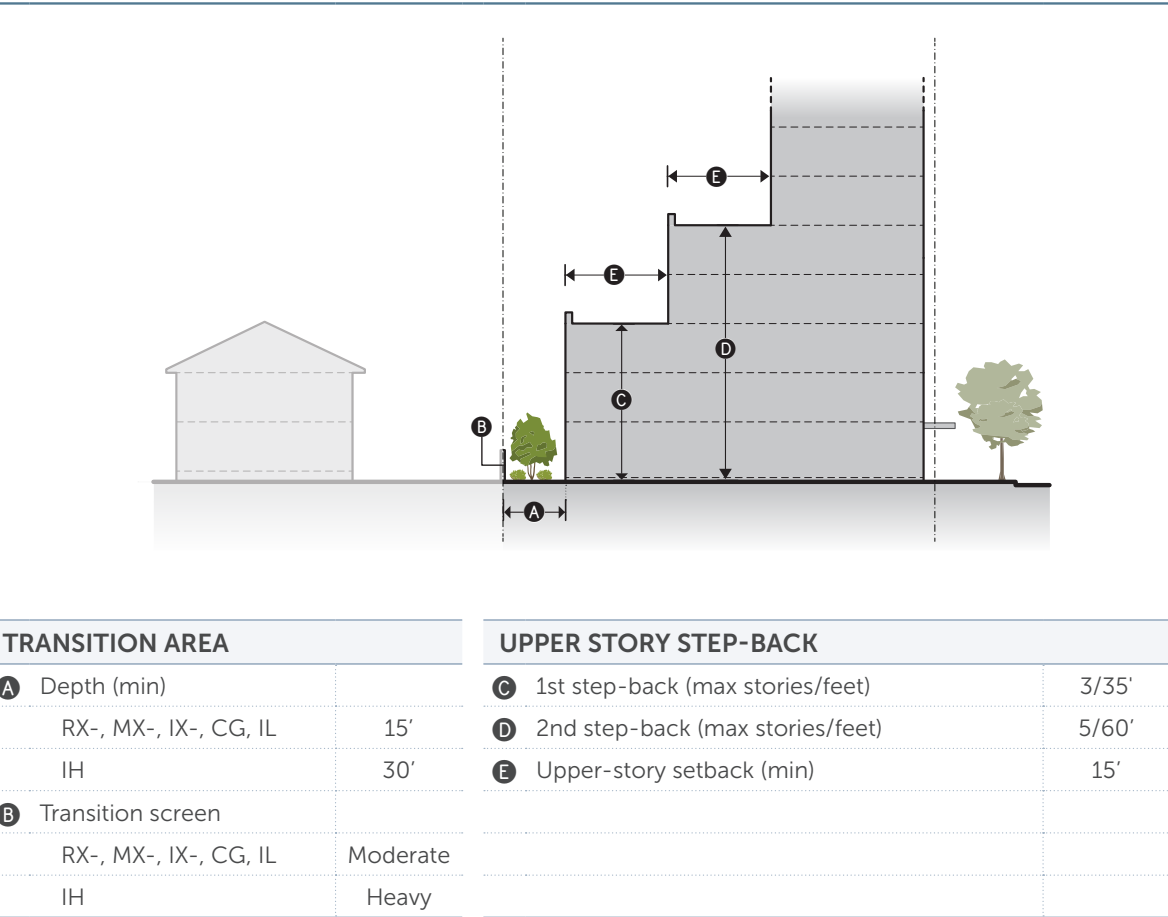 E
E
D
C
B
A
TRANSITION AREA
A Depth (min)
RX-, MX-, IX-, CG, IL 15′
IH 30′
B Transition screen
RX-, MX-, IX-, CG, IL Moderate
IH Heavy
UPPER STORY STEP-BACK
C 1st step-back (max stories/feet) 3/35'
D 2nd step-back (max stories/feet) 5/60′
E Upper-story setback (min) 15′